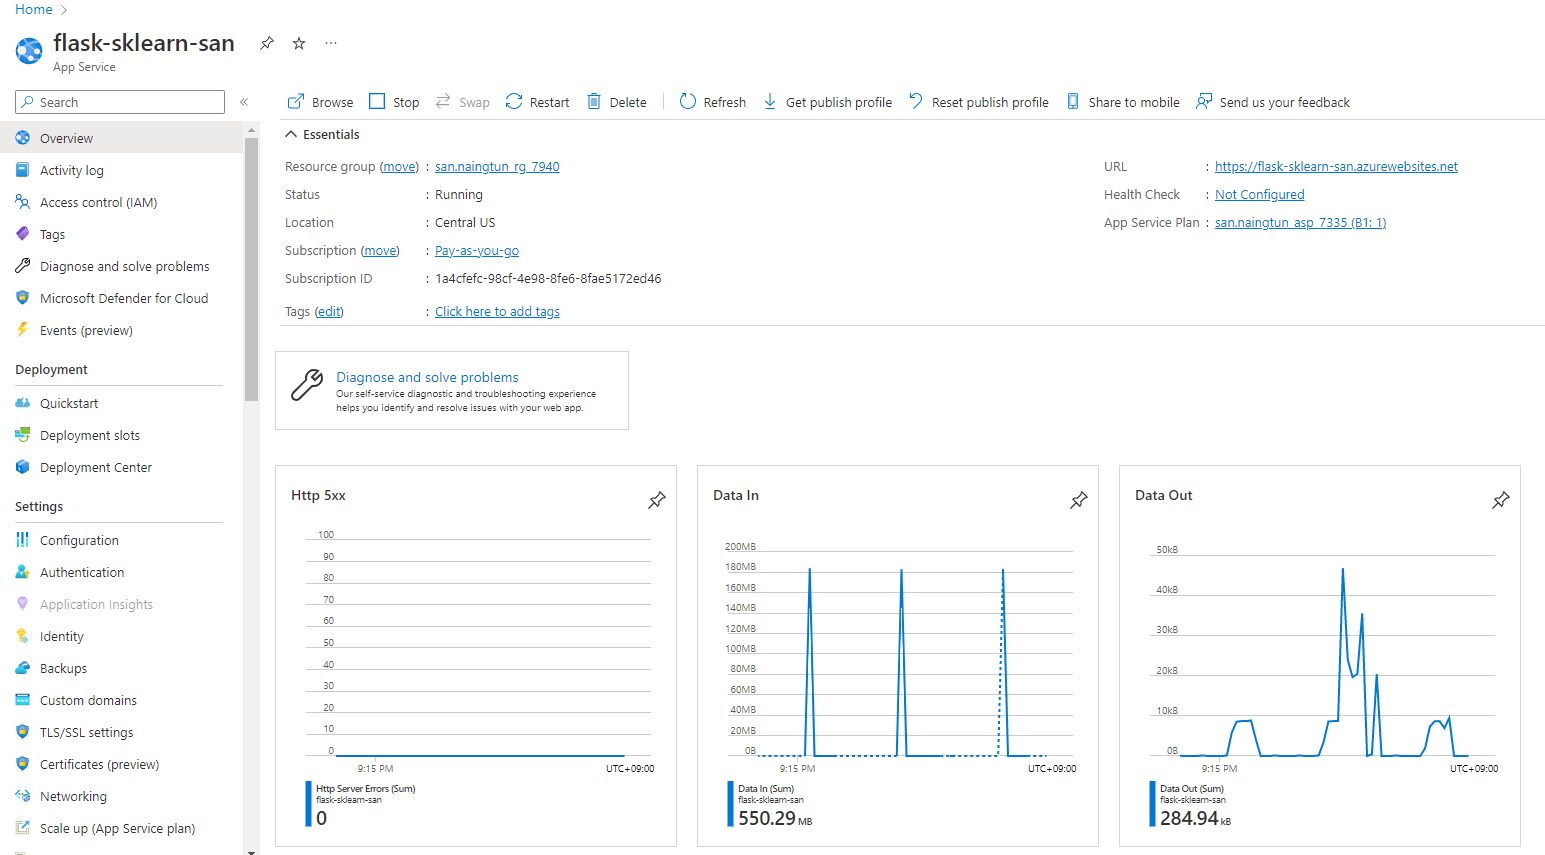 Home
flask-sklearn-san
App Service
Search
Overview
Activity log
Access control (IAM)
Tags
Diagnose and solve problems
Microsoft Defender for Cloud
Events (preview)
Deployment
Quickstart
Deployment slots
Deployment Center
Settings
Configuration
Authentication
Application Insights
Identity
Backups
Custom domains
TLS/SSL settings
Certificates (preview)
Networking
Scale up (App Service plan)
Browse Stop Swap Restart Delete Refresh Get publish profile Reset publish profile Share to mobile Send us your feedback
Essentials
Resource group (move) : san.naingtun_rg_7940
Status : Running
Location : Central US
Subscription (move) : Pay-as-you-go
Subscription ID : 1a4cfefc-98cf-4e98-8fe6-8fae5172ed46
Tags (edit) : Click here to add tags
URL : https://flask-sklearn-san.azurewebsites.net
Health Check : Not Configured
App Service Plan : san.naingtun_asp_7335 (B1: 1)
Diagnose and solve problems
Our self-service diagnostic and troubleshooting experience
helps you identify and resolve issues with your web app.
Http 5xx
100
90
80
70
60
50
40
30
20
10
0
9:15 PM UTC+09:00
Http Server Errors (Sum)
flask-sklearn-san
0
Data In
200MB
180MB
160MB
140MB
120MB
100MB
80MB
60MB
40MB
20MB
0B
9:15 PM UTC+09:00
Data In (Sum)
flask-sklearn-san
550.29 MB
Data Out
50kB
40kB
30kB
20kB
10kB
0B
9:15 PM UTC+09:00
Data Out (Sum)
flask-sklearn-san
284.94 kB